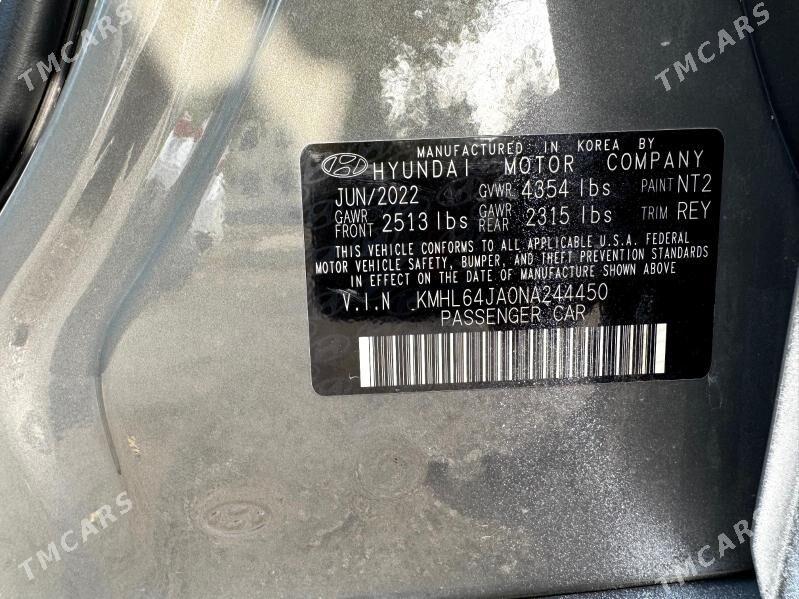 TMCARS
TMCARS
MANUFACTURED IN KOREA BY
HYUNDAI MOTOR COMPANY
JUN/2022 GVWR 4354 lbs PAINT NT2
GAWR FRONT 2513 lbs GAWR REAR 2315 lbs TRIM REY
THIS VEHICLE CONFORMS TO ALL APPLICABLE U.S.A. FEDERAL
MOTOR VEHICLE SAFETY, BUMPER, AND THEFT PREVENTION STANDARDS
IN EFFECT ON THE DATE OF MANUFACTURE SHOWN ABOVE
V.I.N KMHL64JA0NA244450
PASSENGER CAR
TMCARS
TMCARS